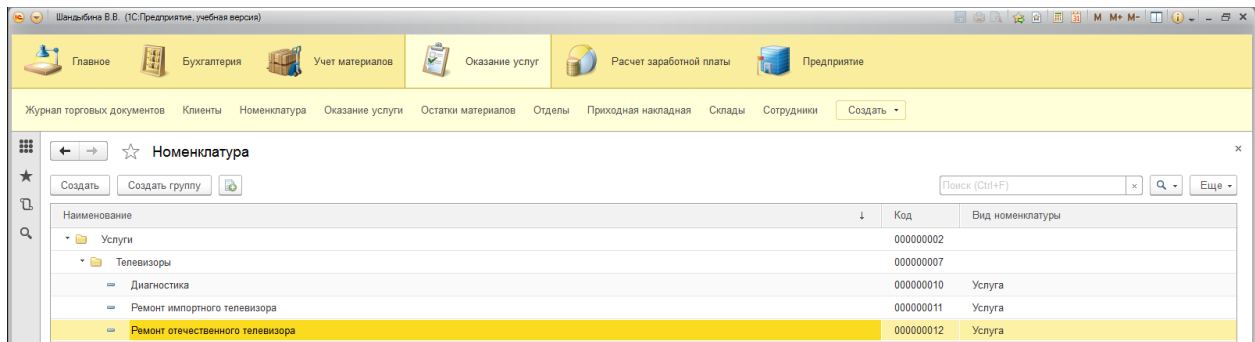 Шандыбина В.В. (1С:Предприятие, учебная версия) M M+ M-
Главное Бухгалтерия Учет материалов Оказание услуг Расчет заработной платы Предприятие
Журнал торговых документов Клиенты Номенклатура Оказание услуги Остатки материалов Отделы Приходная накладная Склады Сотрудники Создать
Номенклатура
Создать Создать группу Поиск (Ctrl+F) Еще
Наименование Код Вид номенклатуры
Услуги 000000002
Телевизоры 000000007
Диагностика 000000010 Услуга
Ремонт импортного телевизора 000000011 Услуга
Ремонт отечественного телевизора 000000012 Услуга